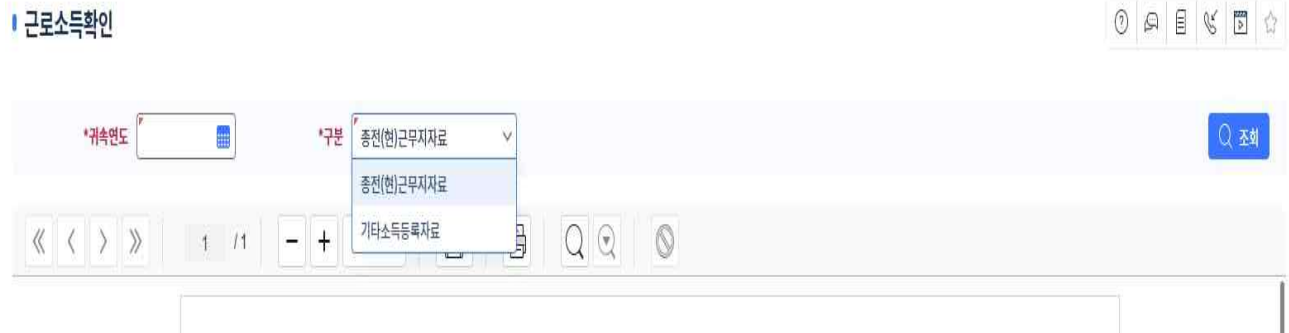 근로소득확인
*귀속연도 *구분 종전(현)근무지자료 조회
종전(현)근무지자료
기타소득등록자료
1 /1